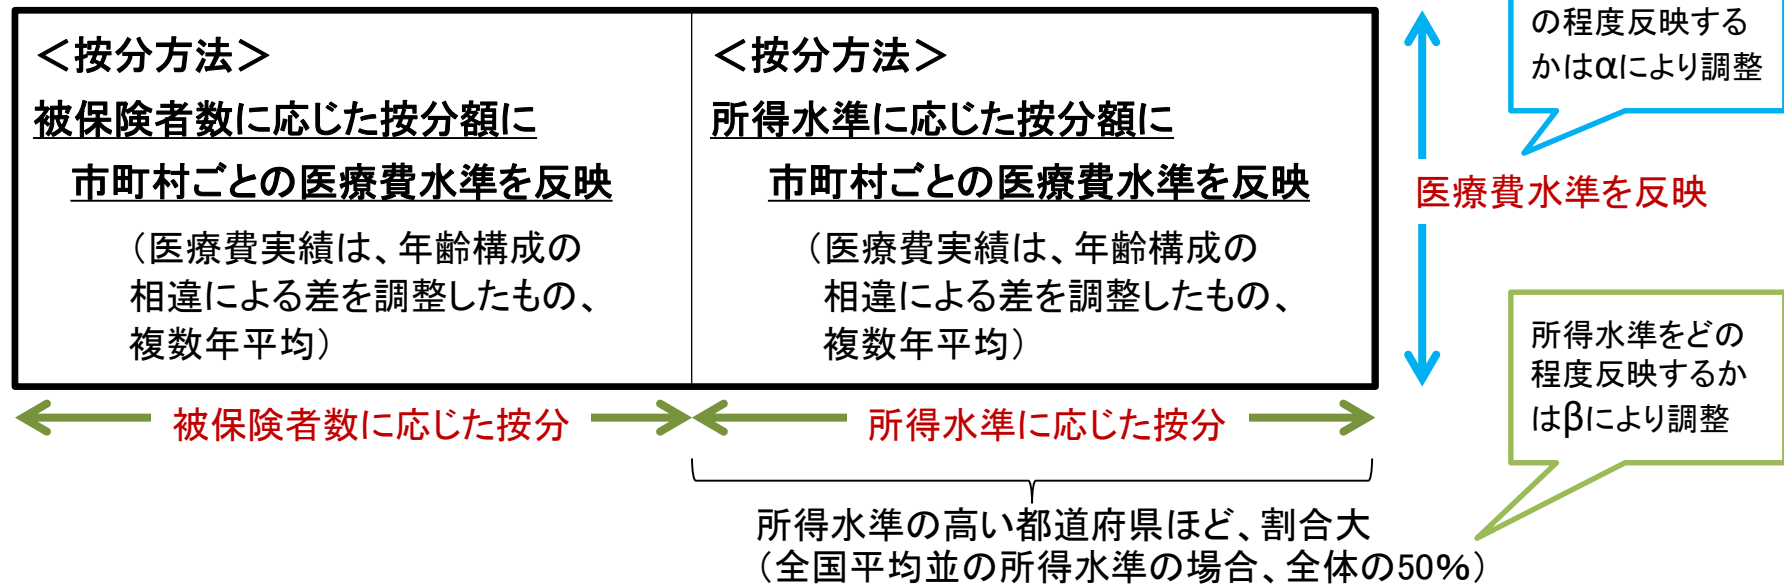 ＜按分方法＞
被保険者数に応じた按分額に
市町村ごとの医療費水準を反映
（医療費実績は、年齢構成の
相違による差を調整したもの、
複数年平均）
＜按分方法＞
所得水準に応じた按分額に
市町村ごとの医療費水準を反映
（医療費実績は、年齢構成の
相違による差を調整したもの、
複数年平均）
の程度反映する
かはαにより調整
医療費水準を反映
所得水準をどの
程度反映するか
はβにより調整
被保険者数に応じた按分
所得水準に応じた按分
所得水準の高い都道府県ほど、割合大
（全国平均並の所得水準の場合、全体の50%）